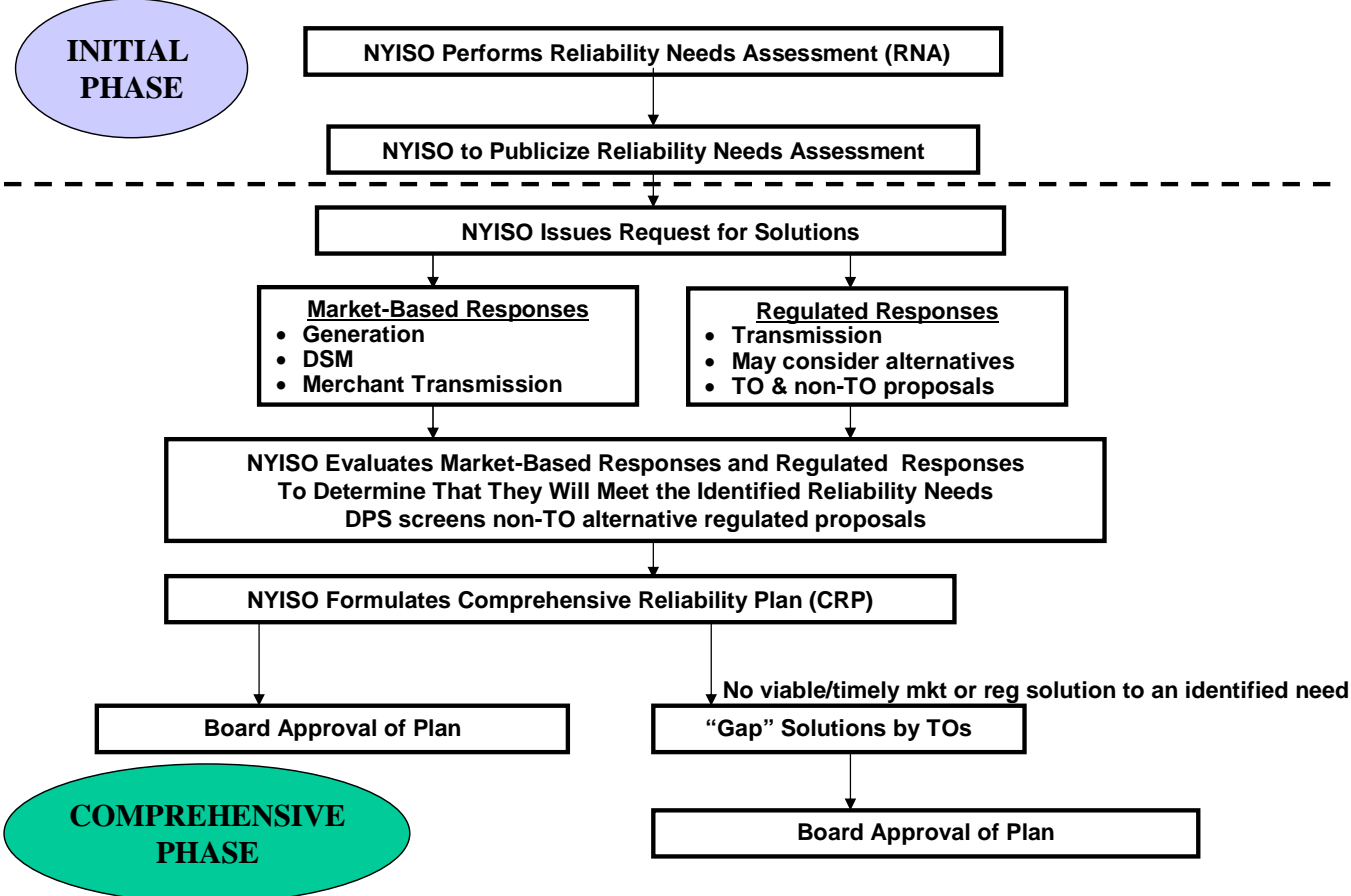 INITIAL
PHASE
NYISO Performs Reliability Needs Assessment (RNA)
NYISO to Publicize Reliability Needs Assessment
NYISO Issues Request for Solutions
Market-Based Responses
• Generation
• DSM
• Merchant Transmission
Regulated Responses
• Transmission
• May consider alternatives
• TO & non-TO proposals
NYISO Evaluates Market-Based Responses and Regulated Responses
To Determine That They Will Meet the Identified Reliability Needs
DPS screens non-TO alternative regulated proposals
NYISO Formulates Comprehensive Reliability Plan (CRP)
No viable/timely mkt or reg solution to an identified need
Board Approval of Plan
“Gap” Solutions by TOs
COMPREHENSIVE
PHASE
Board Approval of Plan